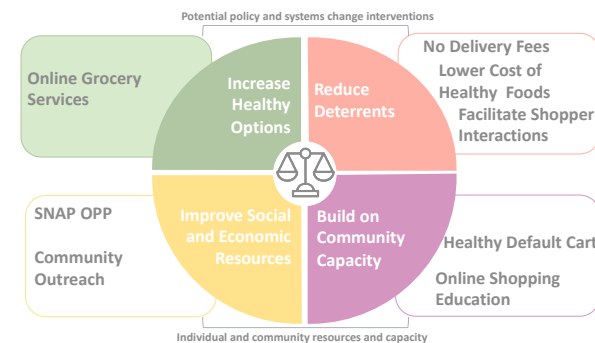 Potential policy and systems change interventions
Online Grocery
Services
Increase
Healthy
Options
Reduce
Deterrents
No Delivery Fees
Lower Cost of
Healthy Foods
Facilitate Shopper
Interactions
SNAP OPP
Community
Outreach
Improve Social
and Economic
Resources
Build on
Community
Capacity
Healthy Default Cart
Online Shopping
Education
Individual and community resources and capacity